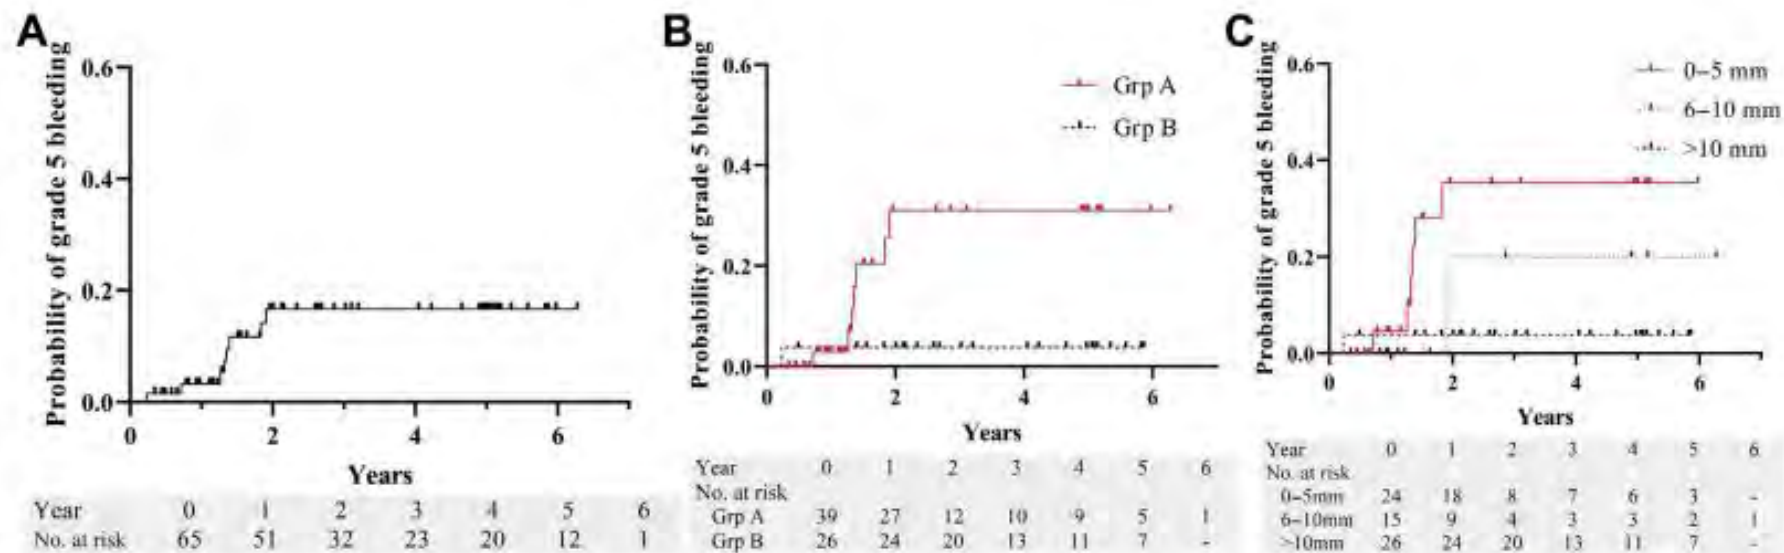 A
Probability of grade 5 bleeding
0.6
0.4
0.2
0.0
0 2 4 6
Years
Year 0 1 2 3 4 5 6
No. at risk 65 51 32 23 20 12 1
B
Probability of grade 5 bleeding
0.6
0.4
0.2
0.0
Grp A
Grp B
0 2 4 6
Years
Year 0 1 2 3 4 5 6
No. at risk
Grp A 39 27 12 10 9 5 1
Grp B 26 24 20 13 11 7 -
C
Probability of grade 5 bleeding
0.6
0.4
0.2
0.0
0–5 mm
6–10 mm
>10 mm
0 2 4 6
Years
Year 0 1 2 3 4 5 6
No. at risk
0–5mm 24 18 8 7 6 3 -
6–10mm 15 9 4 3 3 2 1
>10mm 26 24 20 13 11 7 -